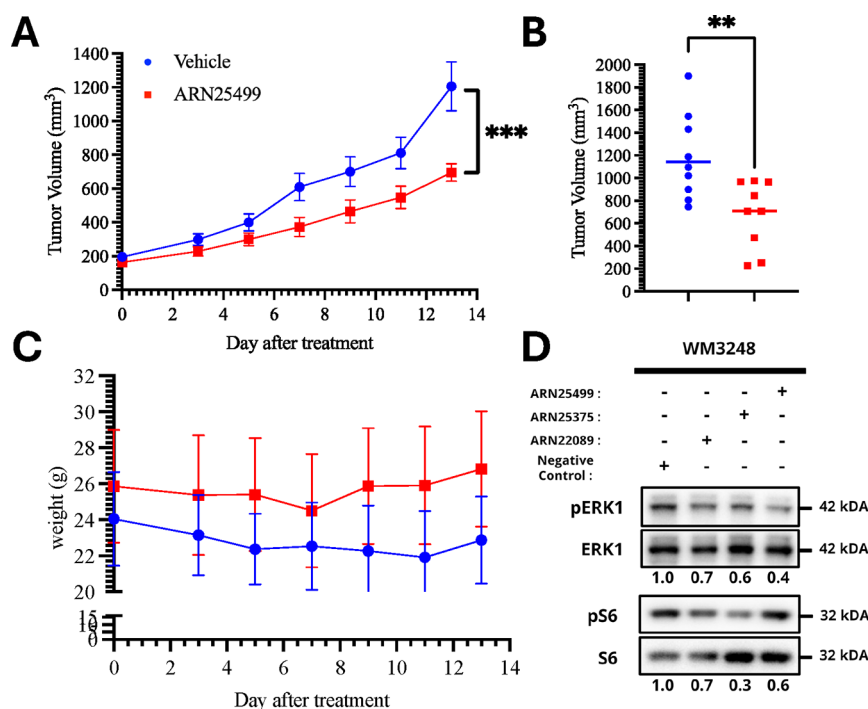 A
Tumor Volume (mm³)
1400
1200
1000
800
600
400
200
0
Vehicle
ARN25499
***
0 2 4 6 8 10 12 14
Day after treatment
B
**
Tumor Volume (mm³)
2000
1800
1600
1400
1200
1000
800
600
400
200
0
C
weight (g)
32
30
28
26
24
22
20
15
10
5
0
0 2 4 6 8 10 12 14
Day after treatment
D
WM3248
ARN25499 : - - - +
ARN25375 : - - + -
ARN22089 : - + - -
Negative
Control : + - - -
pERK1 42 kDA
ERK1 42 kDA
1.0 0.7 0.6 0.4
pS6 32 kDA
S6 32 kDA
1.0 0.7 0.3 0.6